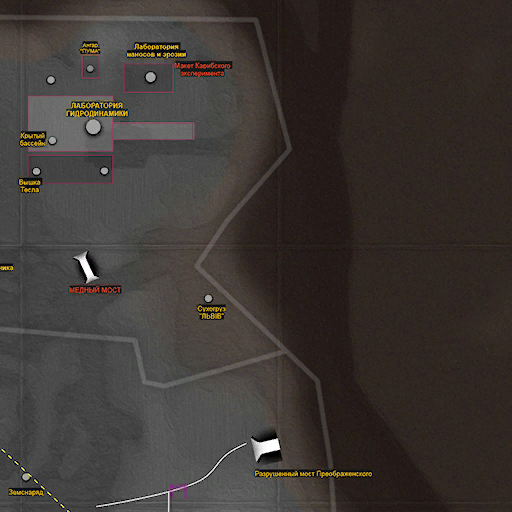 Ангар
"ПУМА"
Лаборатория
наносов и эрозии
Макет Карибского
эксперимента
ЛАБОРАТОРИЯ
ГИДРОДИНАМИКИ
Крытый
бассейн
Вышка
Тесла
ника
МЕДНЫЙ МОСТ
Сухогруз
"ЛЬВІВ"
Разрушенный мост Преображенского
Земснаряд